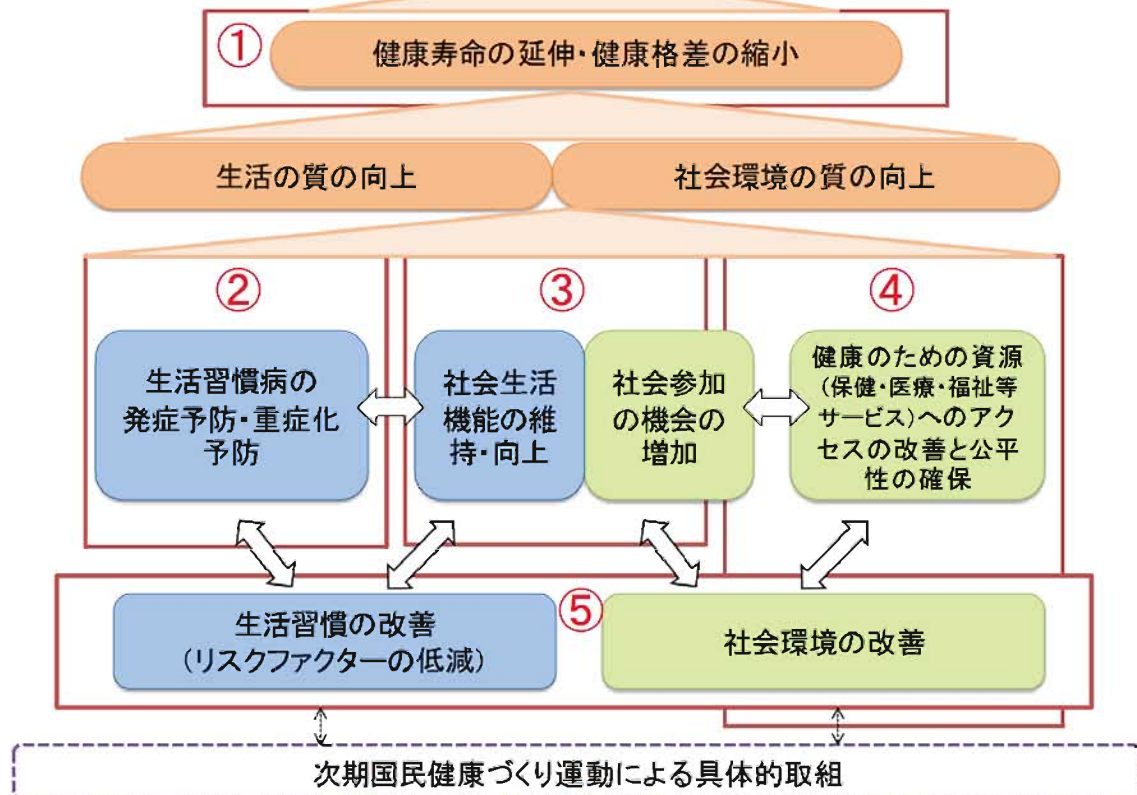 ①
健康寿命の延伸・健康格差の縮小
生活の質の向上
社会環境の質の向上
②
③
④
生活習慣病の
発症予防・重症化
予防
社会生活
機能の維
持・向上
社会参加
の機会の
増加
健康のための資源
(保健・医療・福祉等
サービス)へのアク
セスの改善と公平
性の確保
⑤
生活習慣の改善
(リスクファクターの低減)
社会環境の改善
次期国民健康づくり運動による具体的取組